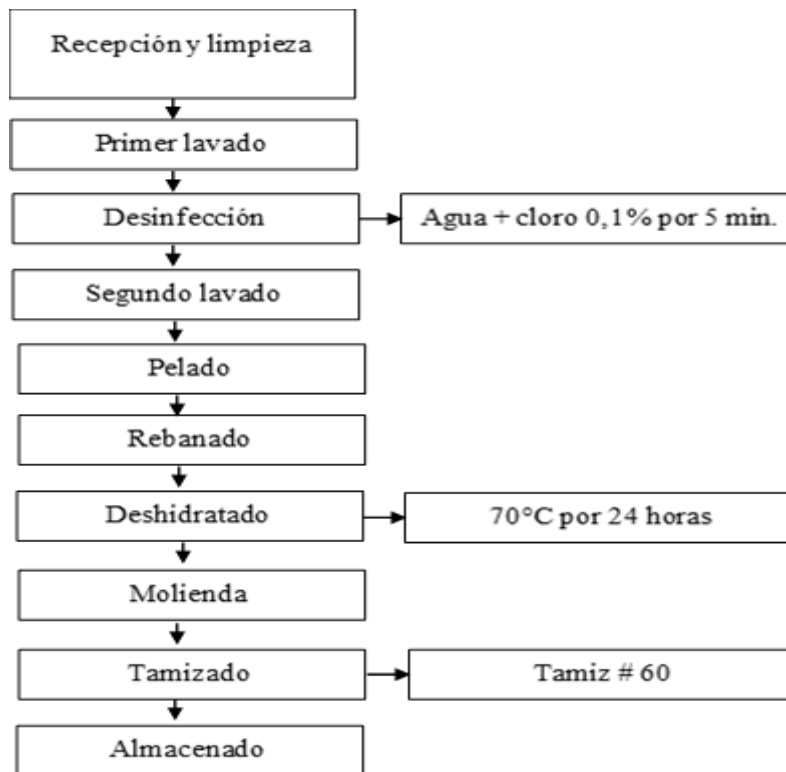 Recepción y limpieza
Primer lavado
Desinfección
Agua + cloro 0,1% por 5 min.
Segundo lavado
Pelado
Rebanado
Deshidratado
70°C por 24 horas
Molienda
Tamizado
Tamiz # 60
Almacenado